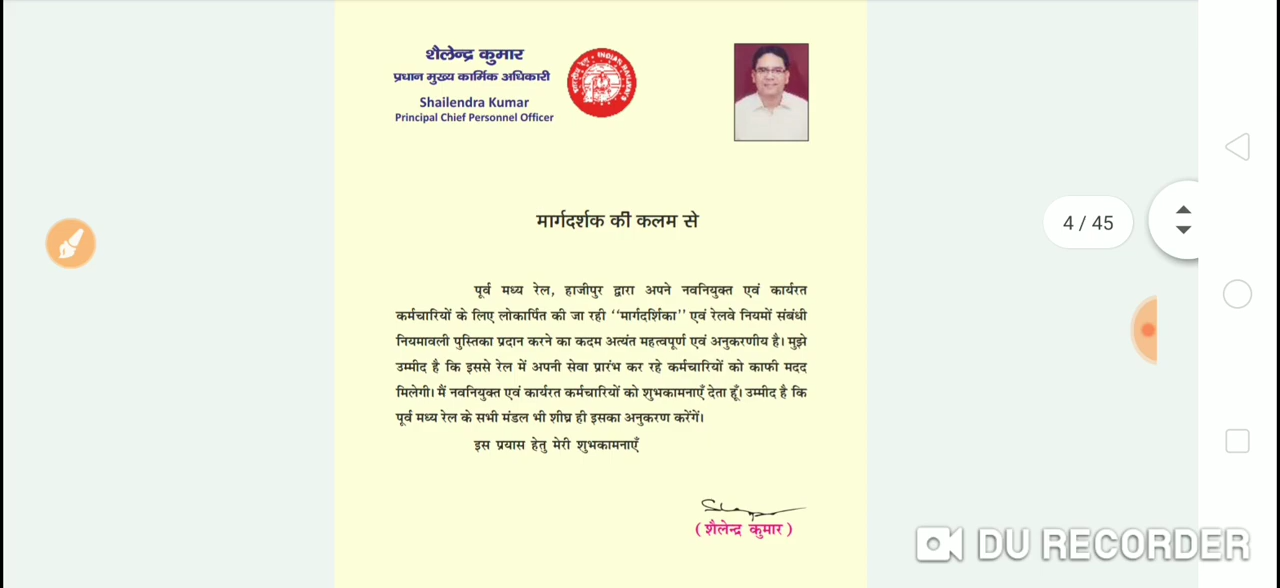 शैलेन्द्र कुमार
प्रधान मुख्य कार्मिक अधिकारी
Shailendra Kumar
Principal Chief Personnel Officer
मार्गदर्शक की कलम से
4 / 45
पूर्व मध्य रेल, हाजीपुर द्वारा अपने नवनियुक्त एवं कार्यरत
कर्मचारियों के लिए लोकार्पित की जा रही ‘‘मार्गदर्शिका’’ एवं रेलवे नियमों संबंधी
नियमावली पुस्तिका प्रदान करने का कदम अत्यंत महत्वपूर्ण एवं अनुकरणीय है। मुझे
उम्मीद है कि इससे रेल में अपनी सेवा प्रारंभ कर रहे कर्मचारियों को काफी मदद
मिलेगी। मैं नवनियुक्त एवं कार्यरत कर्मचारियों को शुभकामनाएँ देता हूँ। उम्मीद है कि
पूर्व मध्य रेल के सभी मंडल भी शीघ्र ही इसका अनुकरण करेंगें।
इस प्रयास हेतु मेरी शुभकामनाएँ
( शैलेन्द्र कुमार )
DU RECORDER